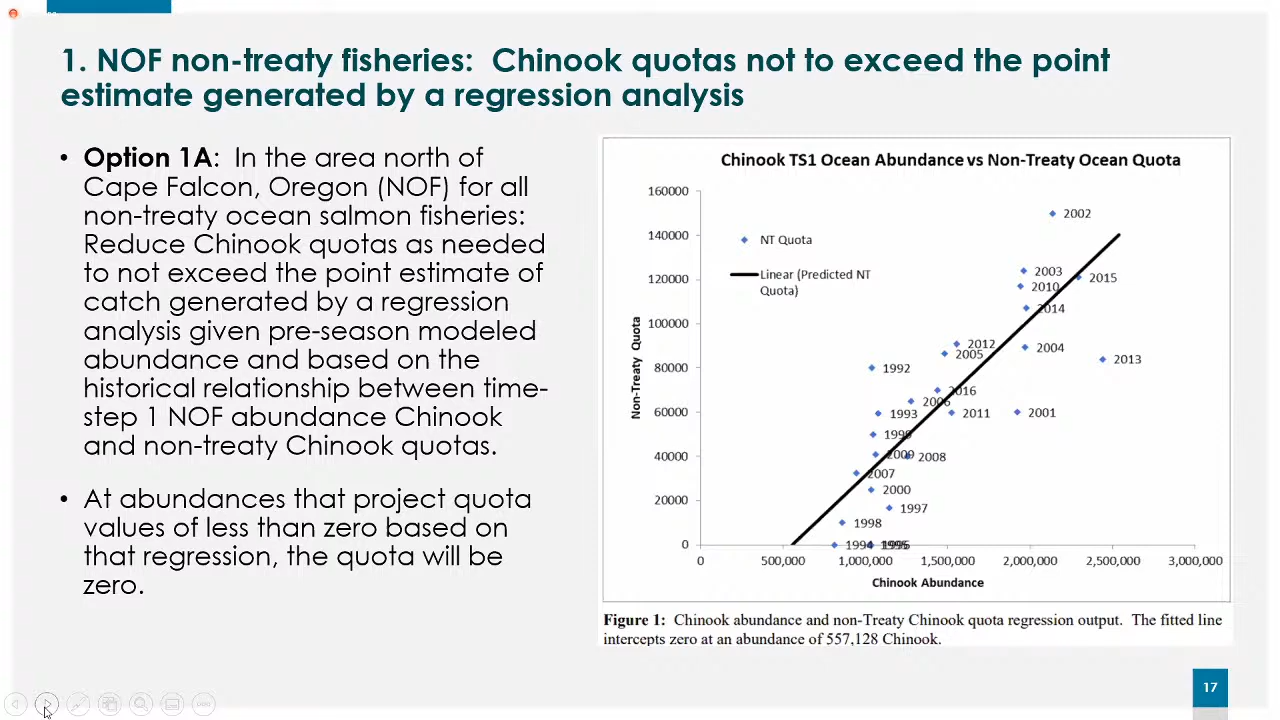 1. NOF non-treaty fisheries: Chinook quotas not to exceed the point
estimate generated by a regression analysis
• Option 1A: In the area north of
Cape Falcon, Oregon (NOF) for all
non-treaty ocean salmon fisheries:
Reduce Chinook quotas as needed
to not exceed the point estimate of
catch generated by a regression
analysis given pre-season modeled
abundance and based on the
historical relationship between time-
step 1 NOF abundance Chinook
and non-treaty Chinook quotas.
• At abundances that project quota
values of less than zero based on
that regression, the quota will be
zero.
Chinook TS1 Ocean Abundance vs Non-Treaty Ocean Quota
Non-Treaty Quota
160000
140000
120000
100000
80000
60000
40000
20000
0
NT Quota
Linear (Predicted NT
Quota)
2002
2003
2015
2010
2014
2012
2004
2005
2013
1992
2016
2006
1993
2011
2001
1999
2009
2008
2007
2000
1997
1998
1994
0
500,000
1,000,000
1,500,000
2,000,000
2,500,000
3,000,000
Chinook Abundance
Figure 1: Chinook abundance and non-Treaty Chinook quota regression output. The fitted line
intercepts zero at an abundance of 557,128 Chinook.
17